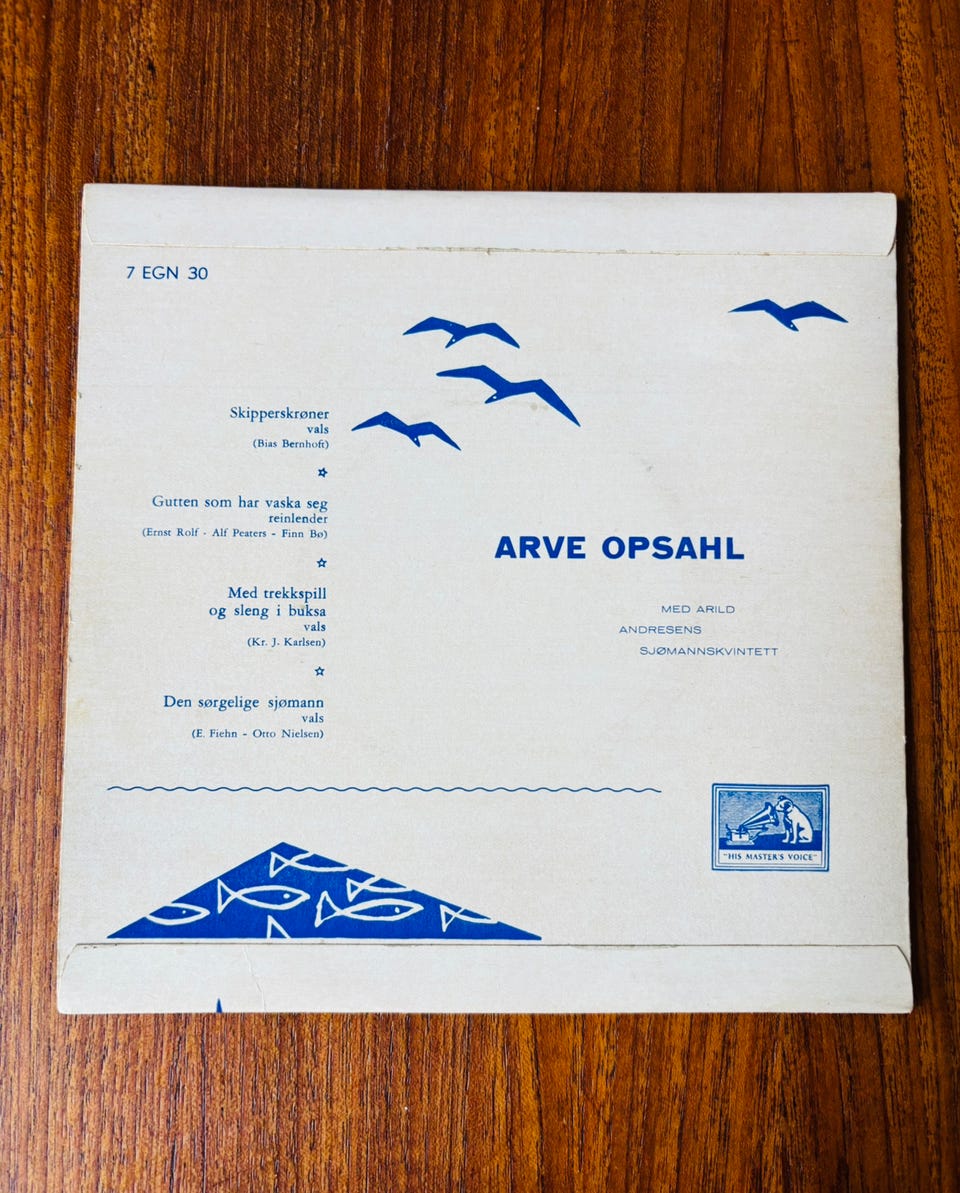 7 EGN 30
Skipperskrøner
vals
(Bias Bernhoft)
Gutten som har vaska seg
reinlender
(Ernst Rolf - Alf Peaters - Finn Bø)
Med trekkspill
og sleng i buksa
vals
(Kr. J. Karlsen)
Den sørgelige sjømann
vals
(E. Fiehn - Otto Nielsen)
ARVE OPSAHL
MED ARILD
ANDRESENS
SJØMANNSKVINTETT
"HIS MASTER'S VOICE"